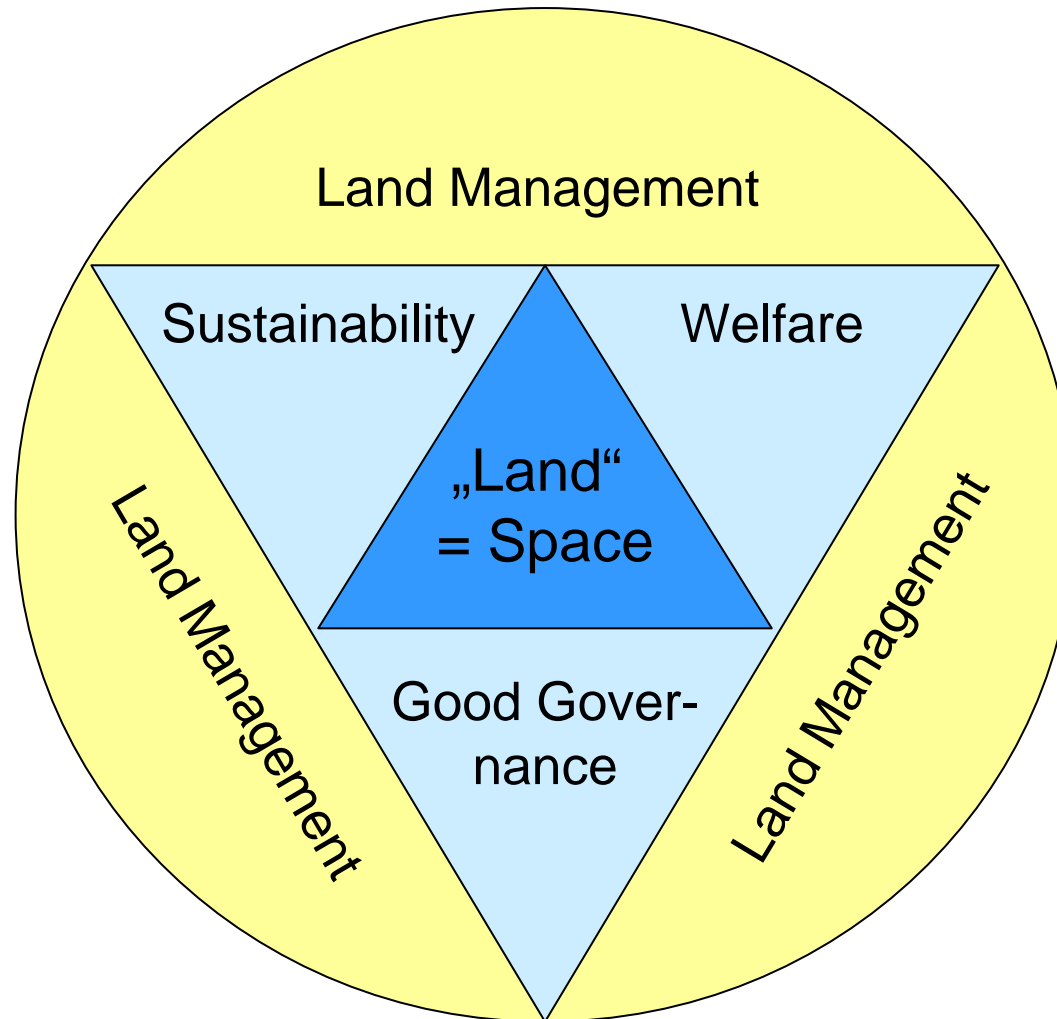 Land Management
Sustainability
Welfare
„Land“
= Space
Land Management
Land Management
Good Gover-
nance